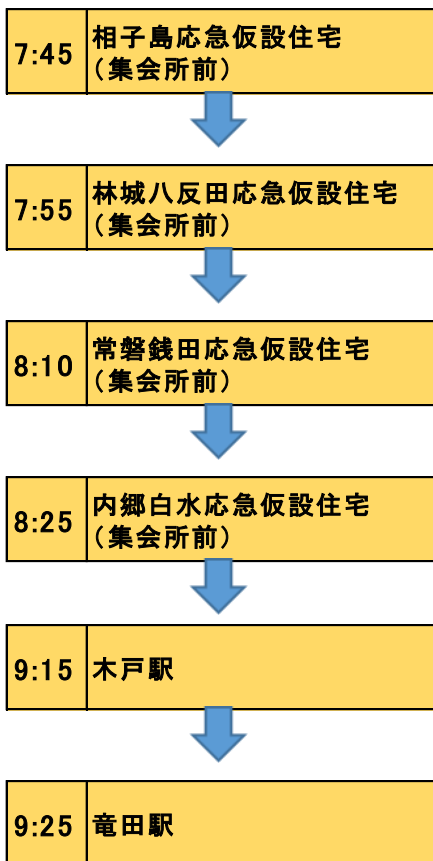 7:45
相子島応急仮設住宅
（集会所前）
7:55
林城八反田応急仮設住宅
（集会所前）
8:10
常磐銭田応急仮設住宅
（集会所前）
8:25
内郷白水応急仮設住宅
（集会所前）
9:15 木戸駅
9:25 竜田駅